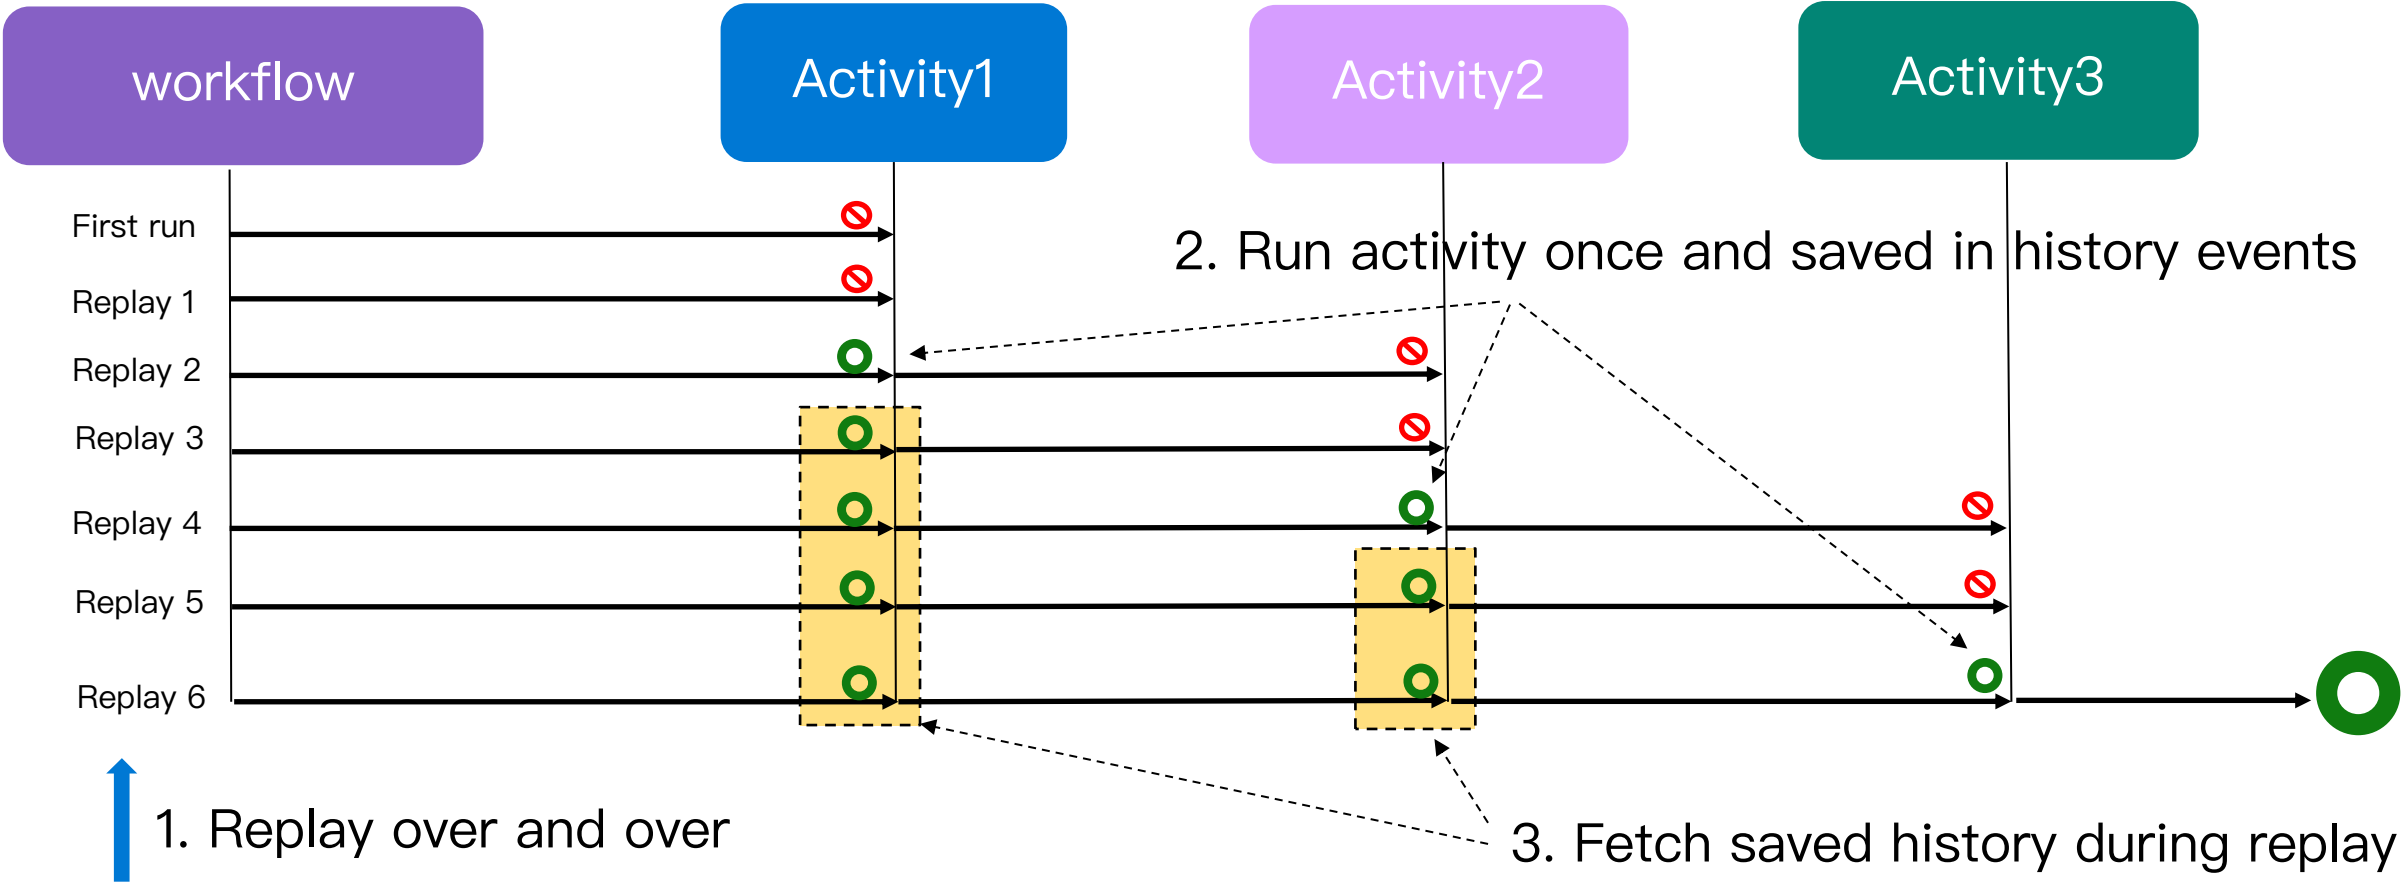 workflow
Activity1
Activity2
Activity3
First run
2. Run activity once and saved in history events
Replay 1
Replay 2
Replay 3
Replay 4
Replay 5
Replay 6
1. Replay over and over
3. Fetch saved history during replay